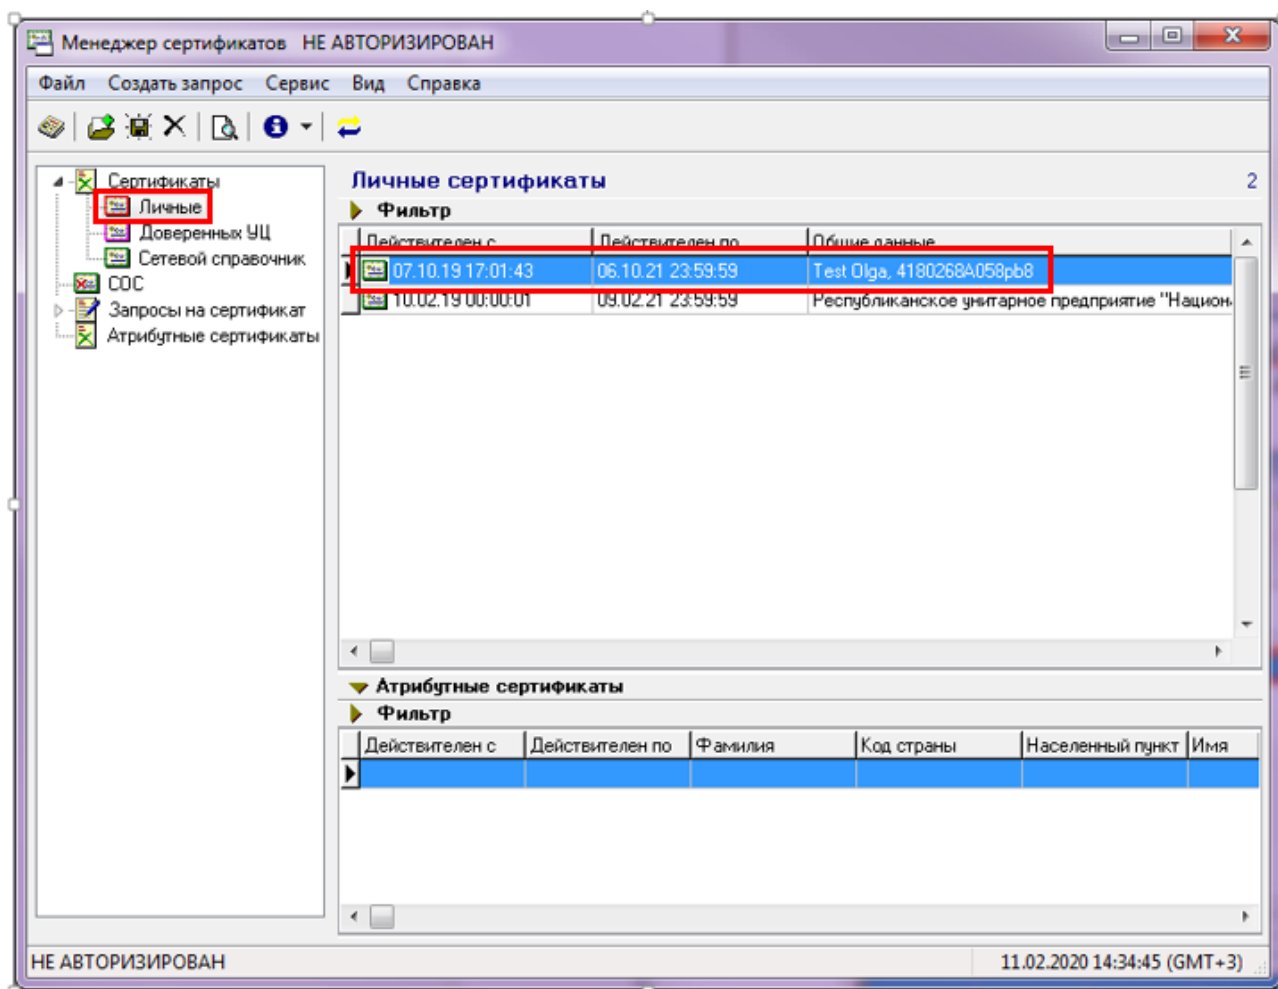 Менеджер сертификатов НЕ АВТОРИЗИРОВАН
Файл Создать запрос Сервис Вид Справка
Сертификаты
Личные
Доверенных УЦ
Сетевой справочник
СОС
Запросы на сертификат
Атрибутные сертификаты
Личные сертификаты 2
Фильтр
Действителен с Действителен по Общие данные
07.10.19 17:01:43 06.10.21 23:59:59 Test Olga, 4180268A058pb8
10.02.19 00:00:01 09.02.21 23:59:59 Республиканское унитарное предприятие "Национ
Атрибутные сертификаты
Фильтр
Действителен с Действителен по Фамилия Код страны Населенный пункт Имя
НЕ АВТОРИЗИРОВАН 11.02.2020 14:34:45 (GMT+3)